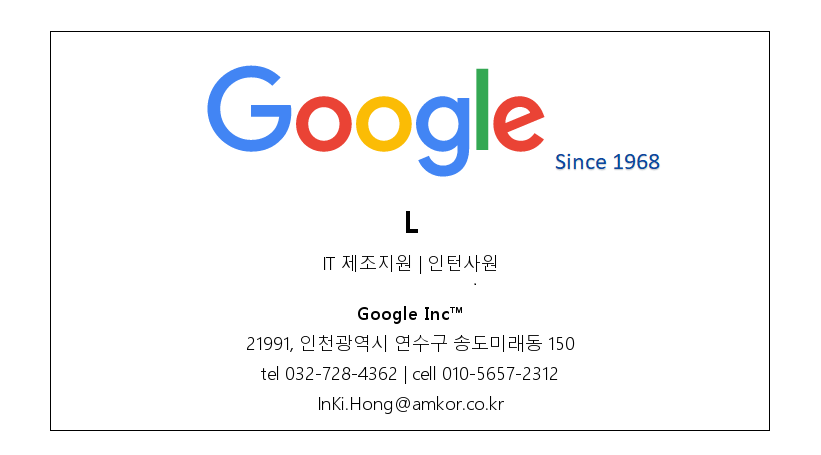 Google
Since 1968
L
IT 제조지원 | 인턴사원
Google Inc™
21991, 인천광역시 연수구 송도미래동 150
tel 032-728-4362 | cell 010-5657-2312
InKi.Hong@amkor.co.kr